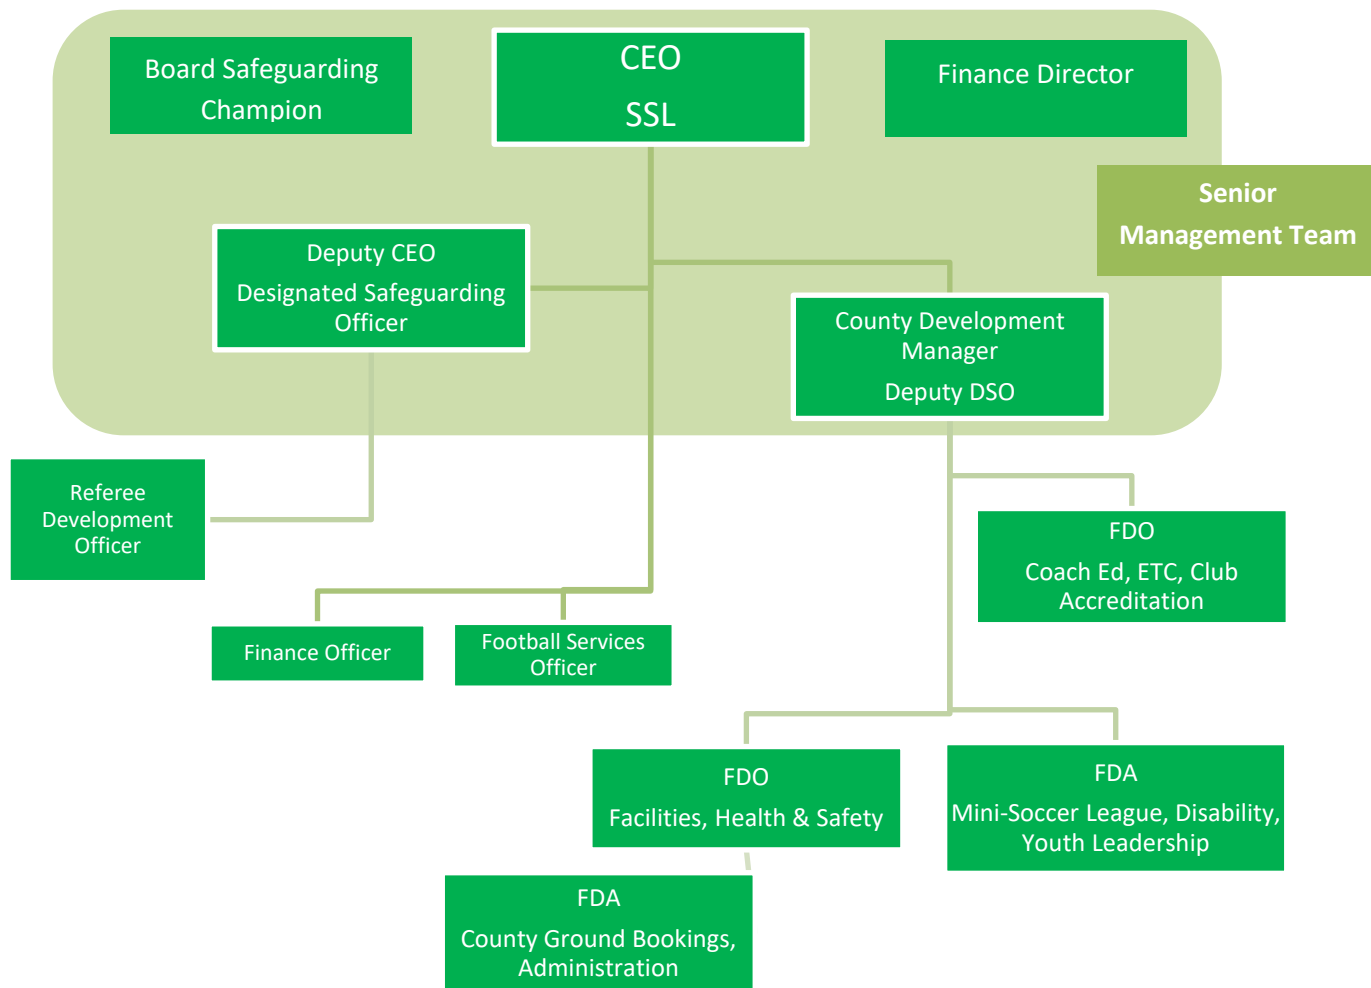 Board Safeguarding
Champion
CEO
SSL
Finance Director
Senior
Management Team
Deputy CEO
Designated Safeguarding
Officer
County Development
Manager
Deputy DSO
Referee
Development
Officer
FDO
Coach Ed, ETC, Club
Accreditation
Finance Officer
Football Services
Officer
FDO
Facilities, Health & Safety
FDA
Mini-Soccer League, Disability,
Youth Leadership
FDA
County Ground Bookings,
Administration